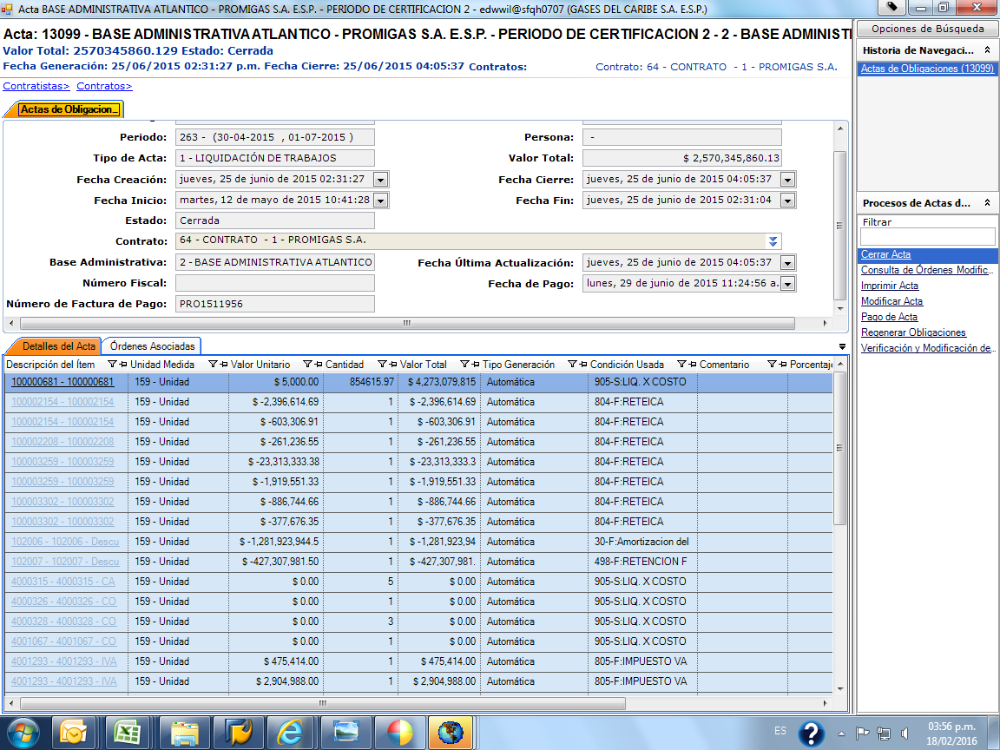 Acta BASE ADMINISTRATIVA ATLANTICO - PROMIGAS S.A. E.S.P. - PERIODO DE CERTIFICACION 2 - edwwil@sfqh0707 (GASES DEL CARIBE S.A. E.S.P.)
Acta: 13099 - BASE ADMINISTRATIVA ATLANTICO - PROMIGAS S.A. E.S.P. - PERIODO DE CERTIFICACION 2 - 2 - BASE ADMINISTI
Valor Total: 2570345860.129 Estado: Cerrada
Fecha Generación: 25/06/2015 02:31:27 p.m. Fecha Cierre: 25/06/2015 04:05:37 Contratos: Contrato: 64 - CONTRATO - 1 - PROMIGAS S.A.
Contratistas> Contratos>
Actas de Obligacion_
Periodo: 263 - (30-04-2015 , 01-07-2015 ) Persona: -
Tipo de Acta: 1 - LIQUIDACIÓN DE TRABAJOS Valor Total: $ 2,570,345,860.13
Fecha Creación: jueves, 25 de junio de 2015 02:31:27 Fecha Cierre: jueves, 25 de junio de 2015 04:05:37
Fecha Inicio: martes, 12 de mayo de 2015 10:41:28 Fecha Fin: jueves, 25 de junio de 2015 02:31:04
Estado: Cerrada
Contrato: 64 - CONTRATO - 1 - PROMIGAS S.A.
Base Administrativa: 2 - BASE ADMINISTRATIVA ATLANTICO Fecha Última Actualización: jueves, 25 de junio de 2015 04:05:37
Número Fiscal: Fecha de Pago: lunes, 29 de junio de 2015 11:24:56 a.
Número de Factura de Pago: PRO1511956
Detalles del Acta Órdenes Asociadas
Descripción del Ítem Unidad Medida Valor Unitario Cantidad Valor Total Tipo Generación Condición Usada Comentario Porcentaje
100000681 - 100000681 159 - Unidad $ 5,000.00 854615.97 $ 4,273,079,815 Automática 905-S:LIQ. X COSTO
100002154 - 100002154 159 - Unidad $ -2,396,614.69 1 $ -2,396,614.69 Automática 804-F:RETEICA
100002154 - 100002154 159 - Unidad $ -603,306.91 1 $ -603,306.91 Automática 804-F:RETEICA
100002208 - 100002208 159 - Unidad $ -261,236.55 1 $ -261,236.55 Automática 804-F:RETEICA
100003259 - 100003259 159 - Unidad $ -23,313,333.38 1 $ -23,313,333.3 Automática 804-F:RETEICA
100003259 - 100003259 159 - Unidad $ -1,919,551.33 1 $ -1,919,551.33 Automática 804-F:RETEICA
100003302 - 100003302 159 - Unidad $ -886,744.66 1 $ -886,744.66 Automática 804-F:RETEICA
100003302 - 100003302 159 - Unidad $ -377,676.35 1 $ -377,676.35 Automática 804-F:RETEICA
102006 - 102006 - Descu 159 - Unidad $ -1,281,923,944.5 1 $ -1,281,923,94 Automática 30-F:Amortizacion del
102007 - 102007 - Descu 159 - Unidad $ -427,307,981.50 1 $ -427,307,981. Automática 498-F:RETENCION F
4000315 - 4000315 - CA 159 - Unidad $ 0.00 5 $ 0.00 Automática 905-S:LIQ. X COSTO
4000326 - 4000326 - CO 159 - Unidad $ 0.00 1 $ 0.00 Automática 905-S:LIQ. X COSTO
4000328 - 4000328 - CO 159 - Unidad $ 0.00 3 $ 0.00 Automática 905-S:LIQ. X COSTO
4001067 - 4001067 - CO 159 - Unidad $ 0.00 1 $ 0.00 Automática 905-S:LIQ. X COSTO
4001293 - 4001293 - IVA 159 - Unidad $ 475,414.00 1 $ 475,414.00 Automática 805-F:IMPUESTO VA
4001293 - 4001293 - IVA 159 - Unidad $ 2,904,988.00 1 $ 2,904,988.00 Automática 805-F:IMPUESTO VA
Opciones de Búsqueda
Historia de Navegaci...
Actas de Obligaciones (13099)
Procesos de Actas d...
Filtrar
Cerrar Acta
Consulta de Órdenes Modific...
Imprimir Acta
Modificar Acta
Pago de Acta
Regenerar Obligaciones
Verificación y Modificación de...
ES
03:56 p.m.
18/02/2016